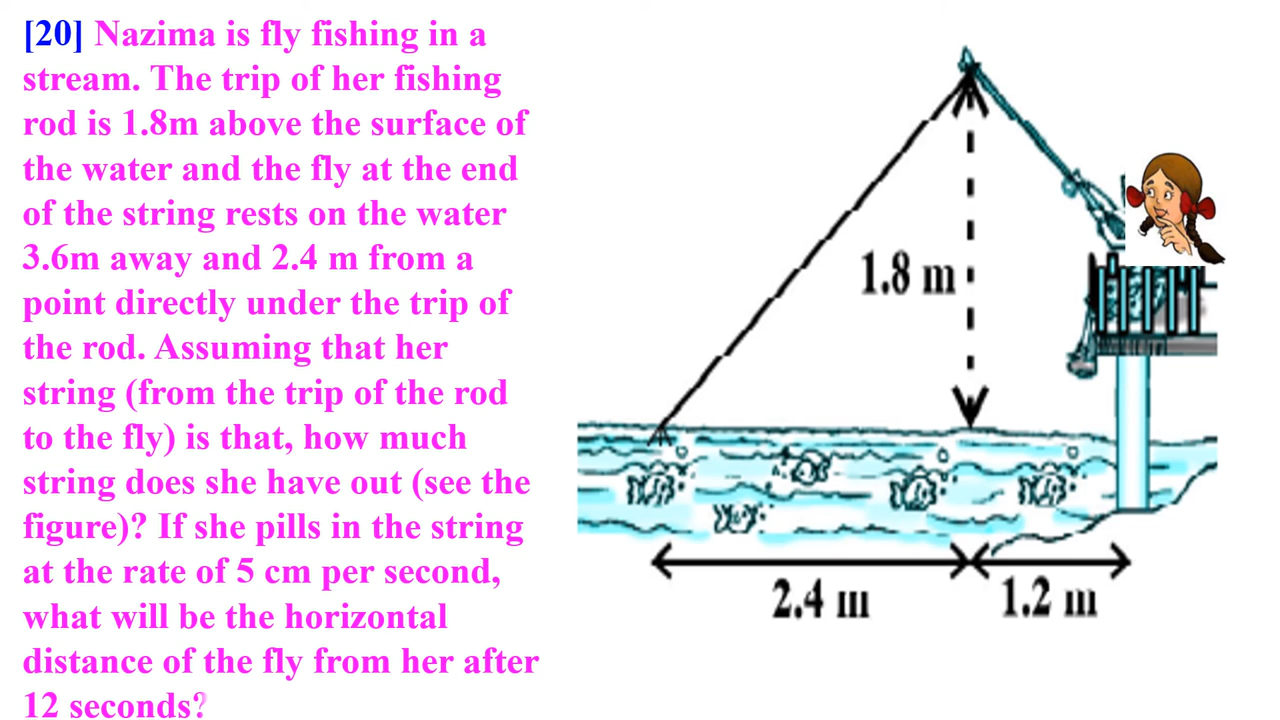 [20] Nazima is fly fishing in a
stream. The trip of her fishing
rod is 1.8m above the surface of
the water and the fly at the end
of the string rests on the water
3.6m away and 2.4 m from a
point directly under the trip of
the rod. Assuming that her
string (from the trip of the rod
to the fly) is that, how much
string does she have out (see the
figure)? If she pills in the string
at the rate of 5 cm per second,
what will be the horizontal
distance of the fly from her after
12 seconds?
1.8 m
2.4 m
1.2 m